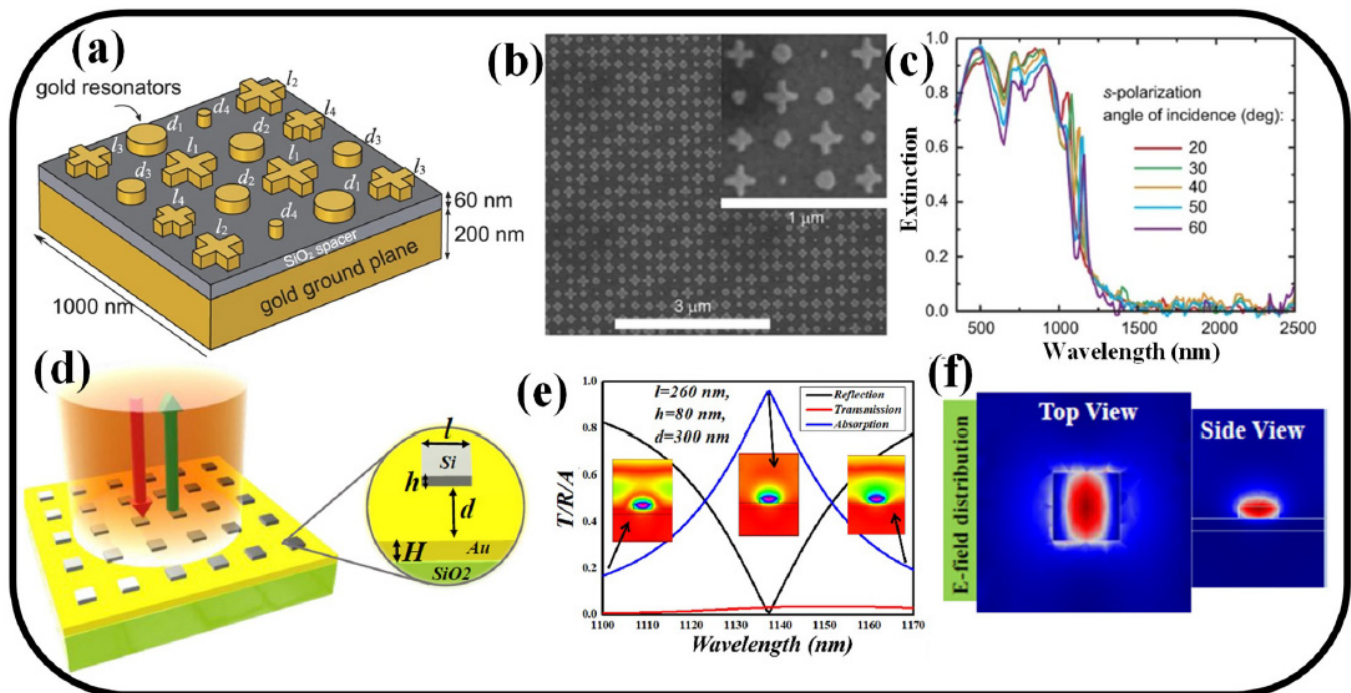 (a)
gold resonators
l2
d4
l4
d1
d2
l3
l1
d3
l1
d3
d2
l3
l4
d1
d4
l2
60 nm
200 nm
SiO₂ spacer
gold ground plane
1000 nm
(b)
1 μm
3 μm
(c)
Extinction
1.0
0.8
0.6
0.4
0.2
0.0
s-polarization
angle of incidence (deg):
20
30
40
50
60
500 1000 1500 2000 2500
Wavelength (nm)
(d)
l
Si
h
d
H
Au
SiO2
(e)
T/R/A
1.0
0.8
0.6
0.4
0.2
0.0
l=260 nm,
h=80 nm,
d=300 nm
Reflection
Transmission
Absorption
1100 1110 1120 1130 1140 1150 1160 1170
Wavelength (nm)
(f)
E-field distribution
Top View
Side View